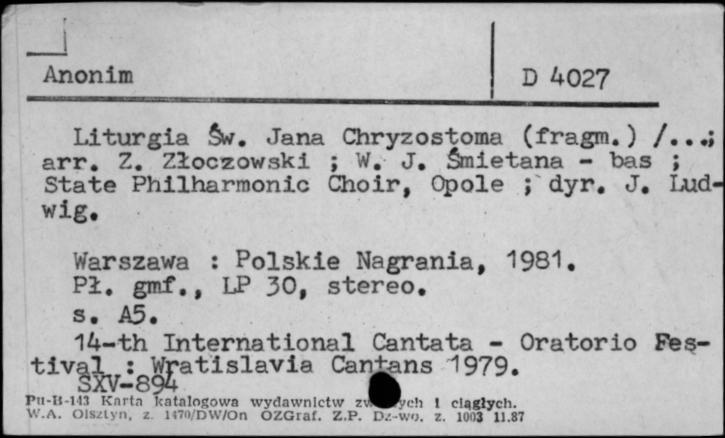 Anonim D 4027
Liturgia Św. Jana Chryzostoma (fragm.) /...;
arr. Z. Złoczowski ; W. J. Śmietana - bas ;
State Philharmonic Choir, Opole ; dyr. J. Lud-
wig.
Warszawa : Polskie Nagrania, 1981.
Pł. gmf., LP 30, stereo.
s. A5.
14-th International Cantata - Oratorio Fes-
tival : Wratislavia Cantans 1979.
SXV-894
Pu-B-143 Karta katalogowa wydawnictw i ciągłych.
W.A. Olsztyn, z. 1470/DW/On OZGraf. Z.P. Dz-wo. z. 1003 11.87